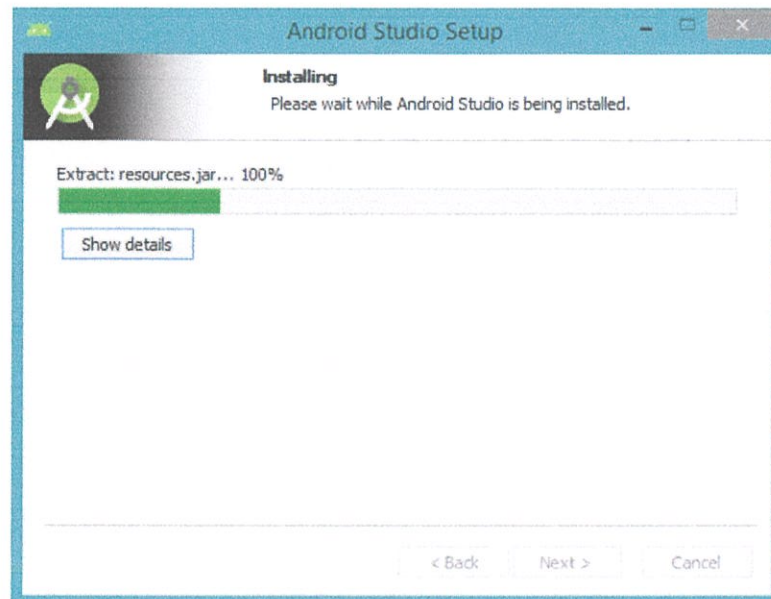 Android Studio Setup
Installing
Please wait while Android Studio is being installed.
Extract: resources.jar... 100%
Show details
< Back Next > Cancel